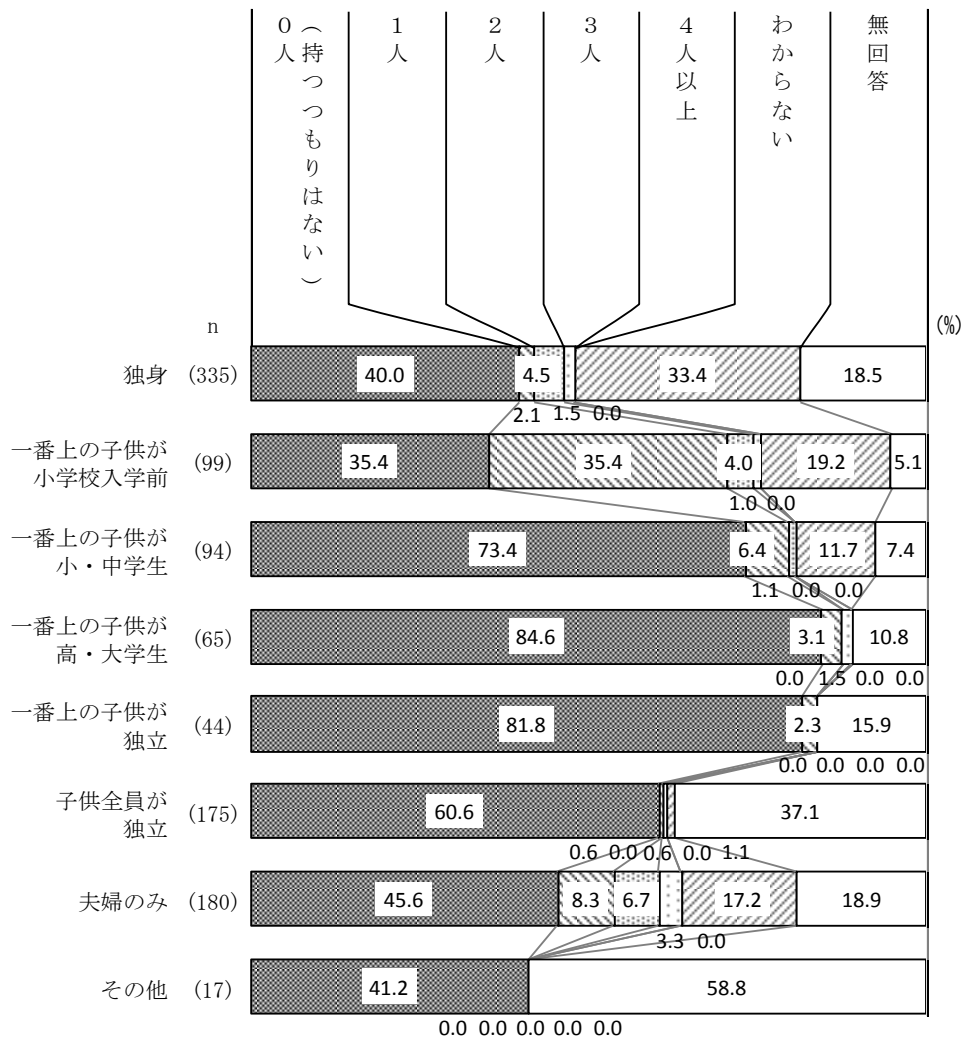 ０人（持つつもりはない）
１人
２人
３人
４人以上
わからない
無回答
n
(%)
独身 (335) 40.0 4.5 33.4 18.5
2.1 1.5 0.0
一番上の子供が
小学校入学前 (99) 35.4 35.4 4.0 19.2 5.1
1.0 0.0
一番上の子供が
小・中学生 (94) 73.4 6.4 11.7 7.4
1.1 0.0 0.0
一番上の子供が
高・大学生 (65) 84.6 3.1 10.8
0.0 1.5 0.0 0.0
一番上の子供が
独立 (44) 81.8 2.3 15.9
0.0 0.0 0.0 0.0
子供全員が
独立 (175) 60.6 37.1
0.6 0.0 0.6 0.0 1.1
夫婦のみ (180) 45.6 8.3 6.7 17.2 18.9
3.3 0.0
その他 (17) 41.2 58.8
0.0 0.0 0.0 0.0 0.0